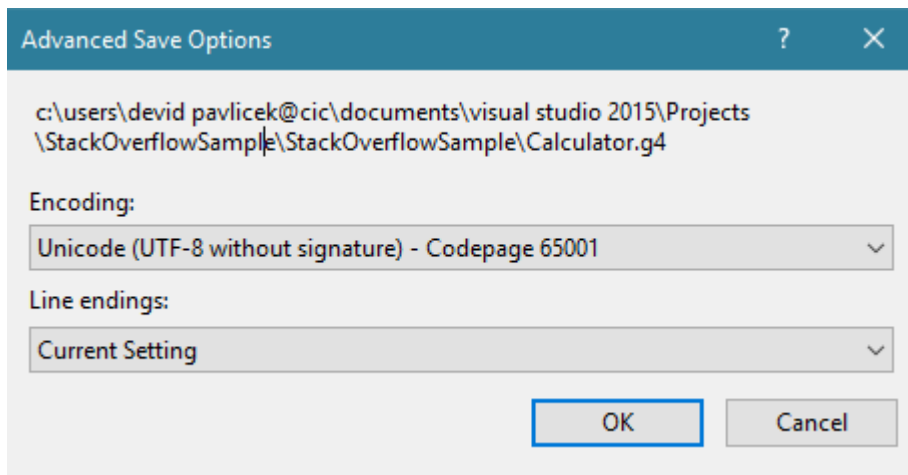 Advanced Save Options
?
c:\users\devid pavlicek@cic\documents\visual studio 2015\Projects
\StackOverflowSample\StackOverflowSample\Calculator.g4
Encoding:
Unicode (UTF-8 without signature) - Codepage 65001
Line endings:
Current Setting
OK Cancel